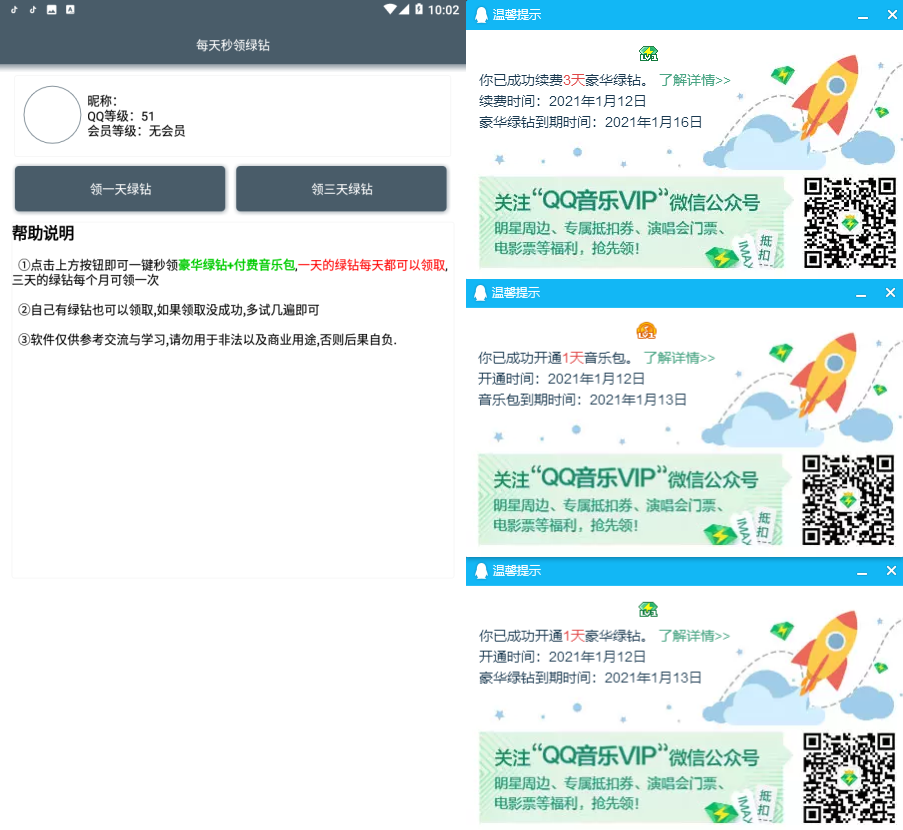 10:02
每天秒领绿钻
昵称：
QQ等级：51
会员等级：无会员
领一天绿钻
领三天绿钻
帮助说明
①点击上方按钮即可一键秒领豪华绿钻+付费音乐包,一天的绿钻每天都可以领取,
三天的绿钻每个月可领一次
②自己有绿钻也可以领取,如果领取没成功,多试几遍即可
③软件仅供参考交流与学习,请勿用于非法以及商业用途,否则后果自负.
温馨提示
你已成功续费3天豪华绿钻。 了解详情>>
续费时间：2021年1月12日
豪华绿钻到期时间：2021年1月16日
关注“QQ音乐VIP”微信公众号
明星周边、专属抵扣券、演唱会门票、
电影票等福利，抢先领！
IMAX
抵扣
温馨提示
你已成功开通1天音乐包。 了解详情>>
开通时间：2021年1月12日
音乐包到期时间：2021年1月13日
关注“QQ音乐VIP”微信公众号
明星周边、专属抵扣券、演唱会门票、
电影票等福利，抢先领！
IMAX
抵扣
温馨提示
你已成功开通1天豪华绿钻。 了解详情>>
开通时间：2021年1月12日
豪华绿钻到期时间：2021年1月13日
关注“QQ音乐VIP”微信公众号
明星周边、专属抵扣券、演唱会门票、
电影票等福利，抢先领！
IMAX
抵扣